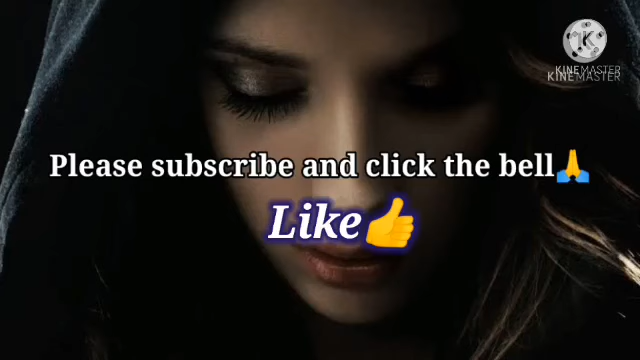 K
KINEMASTER
KINEMASTER
Please subscribe and click the bell🙏
Like👍